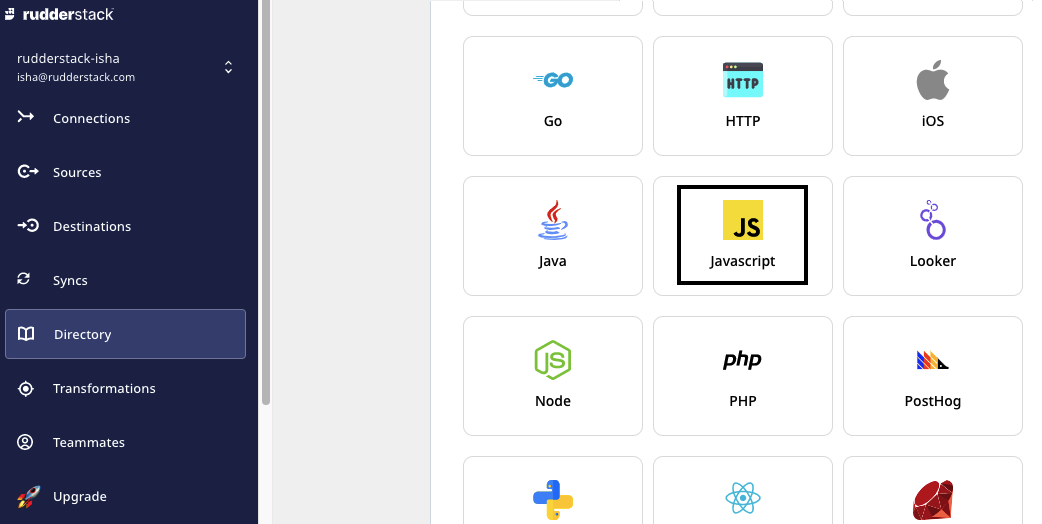 rudderstack
rudderstack-isha
isha@rudderstack.com
Connections
Sources
Destinations
Syncs
Directory
Transformations
Teammates
Upgrade
GO
HTTP
Go
HTTP
iOS
JS
Java
Javascript
Looker
JS
php
Node
PHP
PostHog